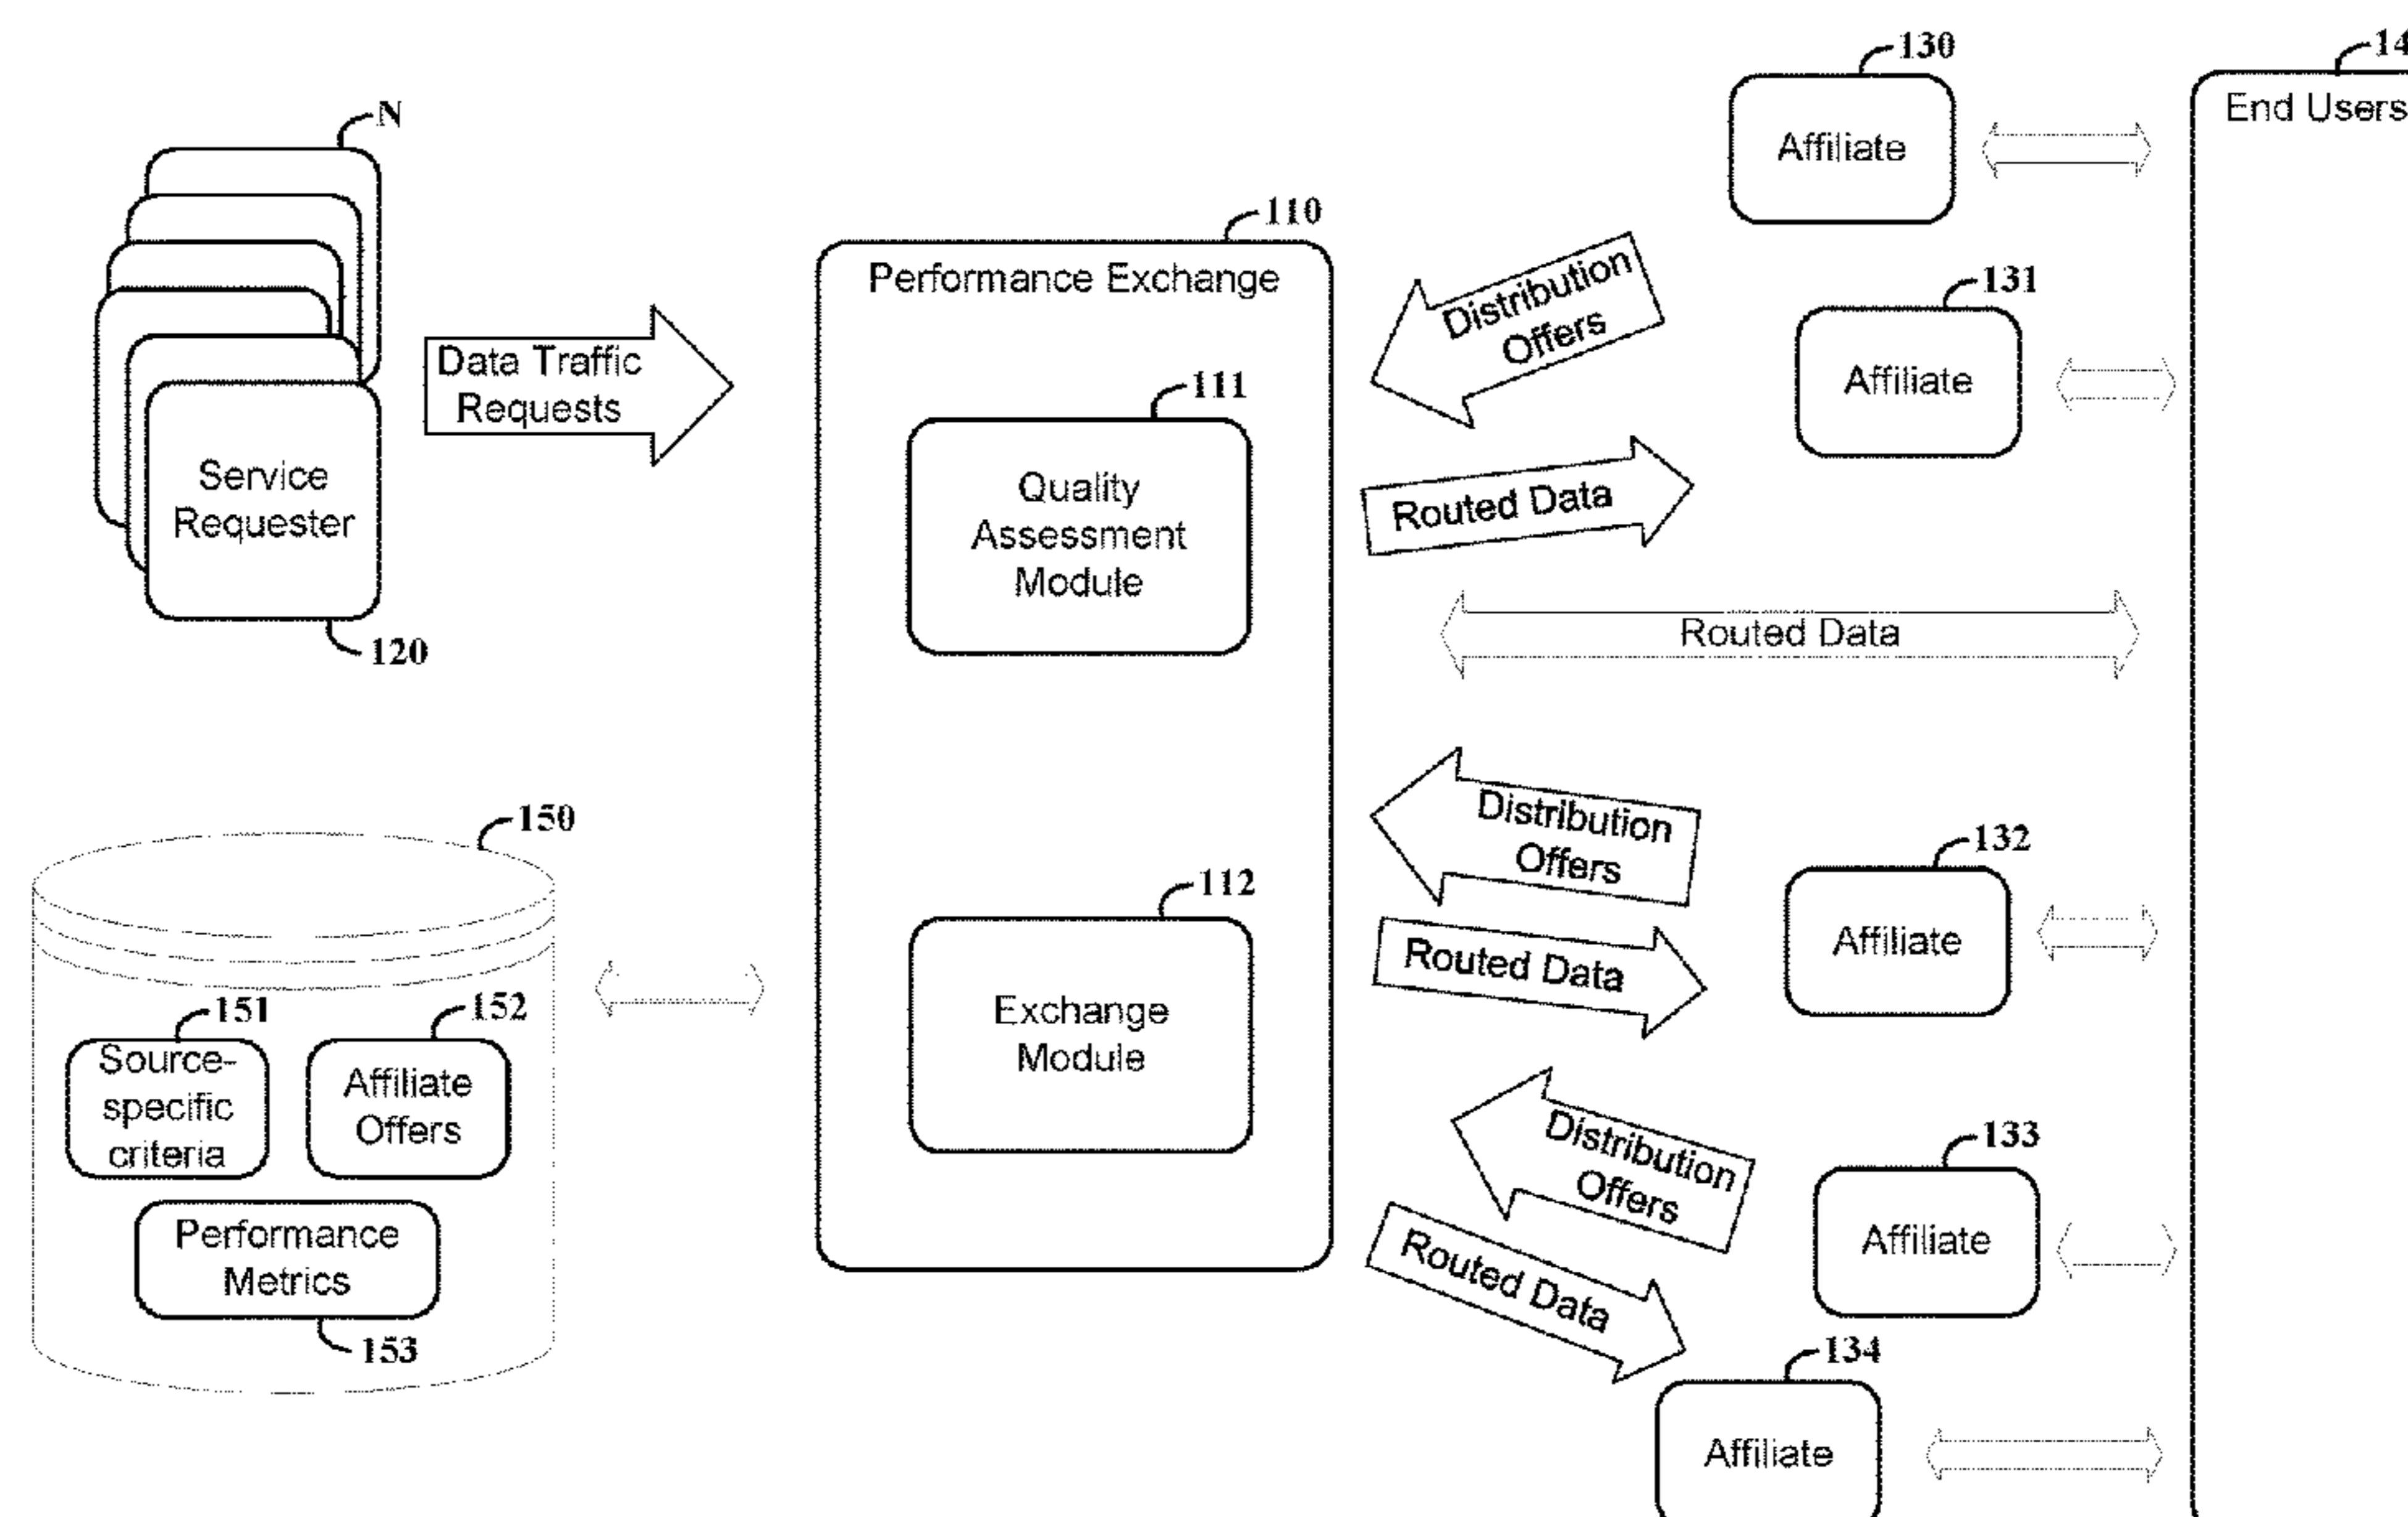 N
Service
Requester
120
Data Traffic
Requests
150
151
Source-
specific
criteria
152
Affiliate
Offers
Performance
Metrics
153
110
Performance Exchange
111
Quality
Assessment
Module
112
Exchange
Module
Distribution
Offers
Routed Data
Routed Data
Distribution
Offers
Routed Data
Distribution
Offers
Routed Data
130
Affiliate
131
Affiliate
132
Affiliate
133
Affiliate
134
Affiliate
14
End Users